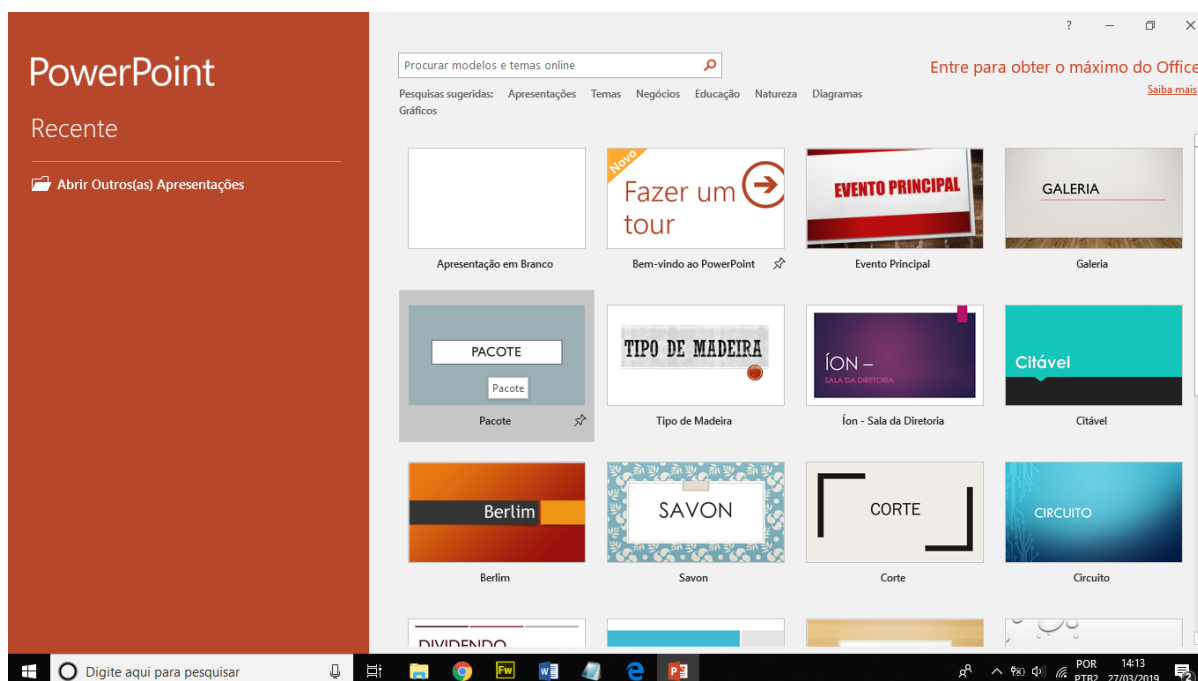 PowerPoint
Recente
Abrir Outros(as) Apresentações
?
Procurar modelos e temas online
Entre para obter o máximo do Office
Saiba mais
Pesquisas sugeridas: Apresentações Temas Negócios Educação Natureza Diagramas
Gráficos
Novo
Fazer um
tour
EVENTO PRINCIPAL
GALERIA
Apresentação em Branco
Bem-vindo ao PowerPoint
Evento Principal
Galeria
PACOTE
Pacote
TIPO DE MADEIRA
ÍON –
SALA DA DIRETORIA
Citável
Pacote
Tipo de Madeira
Íon - Sala da Diretoria
Citável
Berlim
SAVON
CORTE
CIRCUITO
Berlim
Savon
Corte
Circuito
DIVIDENDO
Digite aqui para pesquisar
Fw
POR
14:13
PTB2
27/03/2019
2